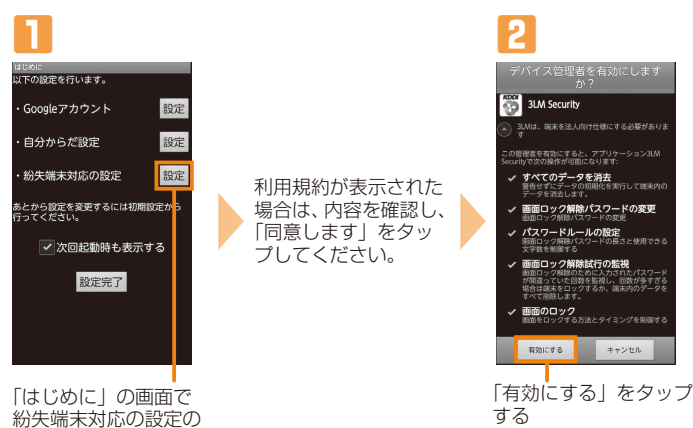 1
はじめに
以下の設定を行います。
・Googleアカウント 設定
・自分からだ設定 設定
・紛失端末対応の設定 設定
あとから設定を変更するには初期設定から
行ってください。
次回起動時も表示する
設定完了
「はじめに」の画面で
紛失端末対応の設定の
利用規約が表示された
場合は、内容を確認し、
「同意します」をタッ
プしてください。
2
デバイス管理者を有効にします
か？
KDDI
3LM Security
3LMは、端末を法人向け仕様にする必要がありま
す
この管理者を有効にすると、アプリケーション3LM
Securityで次の操作が可能になります:
すべてのデータを消去
警告せずにデータの初期化を実行して端末内の
データを消去します。
画面ロック解除パスワードの変更
画面ロック解除パスワードの変更
パスワードルールの設定
画面ロック解除パスワードの長さと使用できる
文字数を制御する
画面ロック解除試行の監視
画面ロック解除のために入力されたパスワード
が間違っていた回数を監視し、回数が多すぎる
場合は端末をロックするか、端末内のデータを
すべて削除します。
画面のロック
画面をロックする方法とタイミングを制御する
有効にする キャンセル
「有効にする」をタップ
する